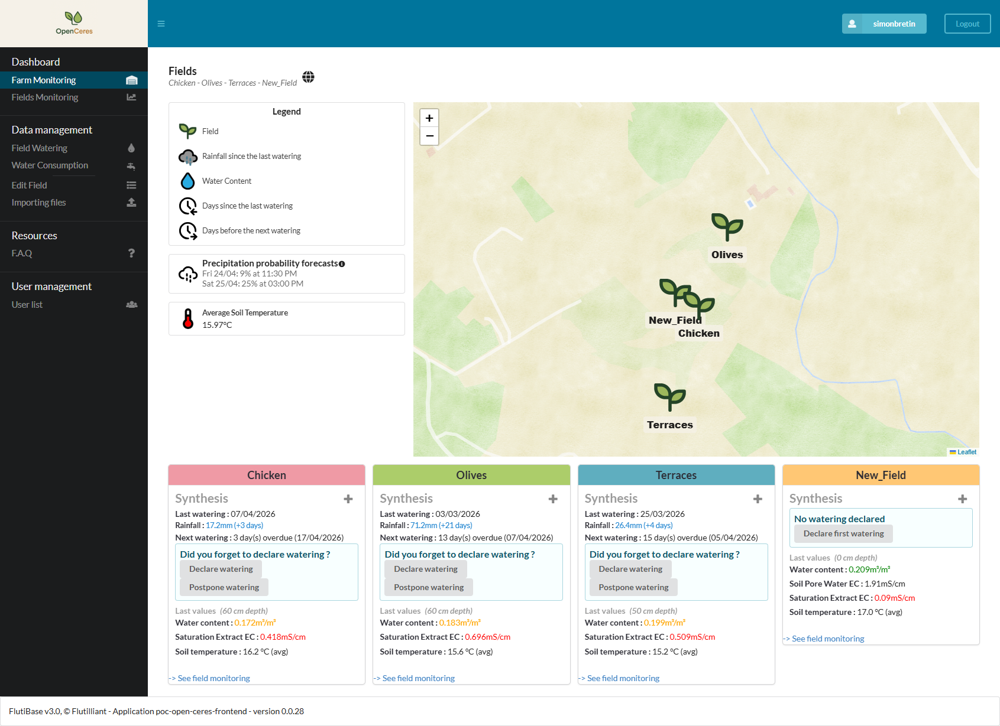 OpenCeres
simonbretin
Logout
Dashboard
Farm Monitoring
Fields Monitoring
Data management
Field Watering
Water Consumption
Edit Field
Importing files
Resources
F.A.Q
User management
User list
Fields
Chicken - Olives - Terraces - New_Field
Legend
Field
Rainfall since the last watering
Water Content
Days since the last watering
Days before the next watering
Precipitation probability forecasts
Fri 24/04: 9% at 11:30 PM
Sat 25/04: 25% at 03:00 PM
Average Soil Temperature
15.97°C
+
−
Olives
New_Field
Chicken
Terraces
Leaflet
Chicken
Synthesis
Last watering : 07/04/2026
Rainfall : 17.2mm (+3 days)
Next watering : 3 day(s) overdue (17/04/2026)
Did you forget to declare watering ?
Declare watering
Postpone watering
Last values (60 cm depth)
Water content : 0.172m³/m³
Saturation Extract EC : 0.418mS/cm
Soil temperature : 16.2 °C (avg)
-> See field monitoring
Olives
Synthesis
Last watering : 03/03/2026
Rainfall : 71.2mm (+21 days)
Next watering : 13 day(s) overdue (07/04/2026)
Did you forget to declare watering ?
Declare watering
Postpone watering
Last values (60 cm depth)
Water content : 0.183m³/m³
Saturation Extract EC : 0.696mS/cm
Soil temperature : 15.6 °C (avg)
-> See field monitoring
Terraces
Synthesis
Last watering : 25/03/2026
Rainfall : 26.4mm (+4 days)
Next watering : 15 day(s) overdue (05/04/2026)
Did you forget to declare watering ?
Declare watering
Postpone watering
Last values (50 cm depth)
Water content : 0.199m³/m³
Saturation Extract EC : 0.509mS/cm
Soil temperature : 15.2 °C (avg)
-> See field monitoring
New_Field
Synthesis
No watering declared
Declare first watering
Last values (0 cm depth)
Water content : 0.209m³/m³
Soil Pore Water EC : 1.91mS/cm
Saturation Extract EC : 0.09mS/cm
Soil temperature : 17.0 °C (avg)
-> See field monitoring
FlutiBase v3.0, © Flutilliant - Application poc-open-ceres-frontend - version 0.0.28